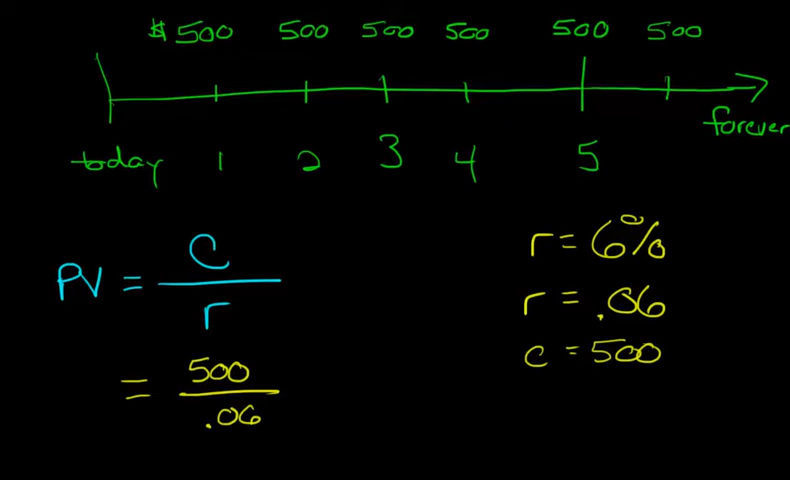 $500 500 500 500 500 500
forever
today 1 2 3 4 5
PV = C / r
r = 6%
r = .06
c = 500
= 500 / .06